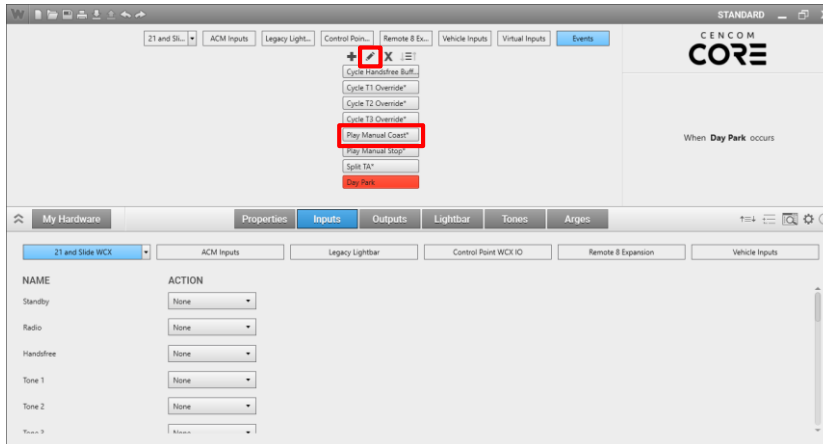 W STANDARD
21 and Sli... ACM Inputs Legacy Light... Control Poin... Remote 8 Ex... Vehicle Inputs Virtual Inputs Events
CENCOM
CORE
X
Cycle Handsfree Buff...
Cycle T1 Override*
Cycle T2 Override*
Cycle T3 Override*
Play Manual Coast*
Play Manual Stop*
Split TA*
Day Park
When Day Park occurs
My Hardware Properties Inputs Outputs Lightbar Tones Arges
21 and Slide WCX ACM Inputs Legacy Lightbar Control Point WCX IO Remote 8 Expansion Vehicle Inputs
NAME ACTION
Standby None
Radio None
Handsfree None
Tone 1 None
Tone 2 None
Tone 3 None